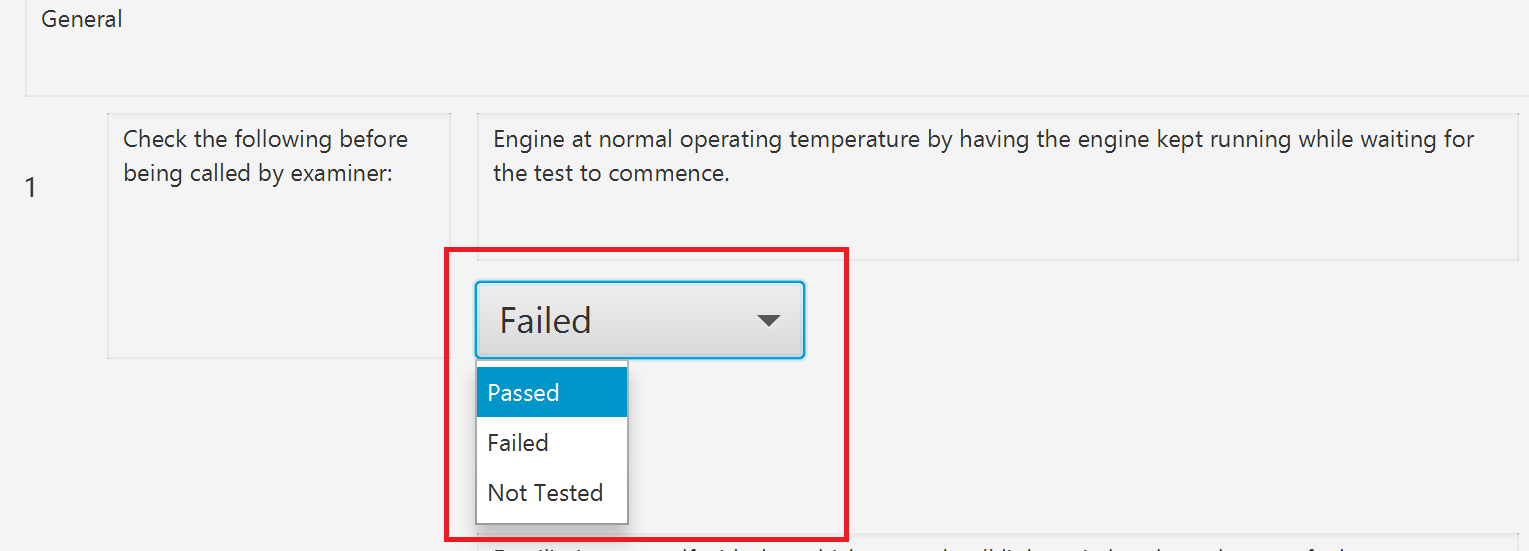 General
Check the following before
being called by examiner:
Engine at normal operating temperature by having the engine kept running while waiting for
the test to commence.
1
Failed
Passed
Failed
Not Tested